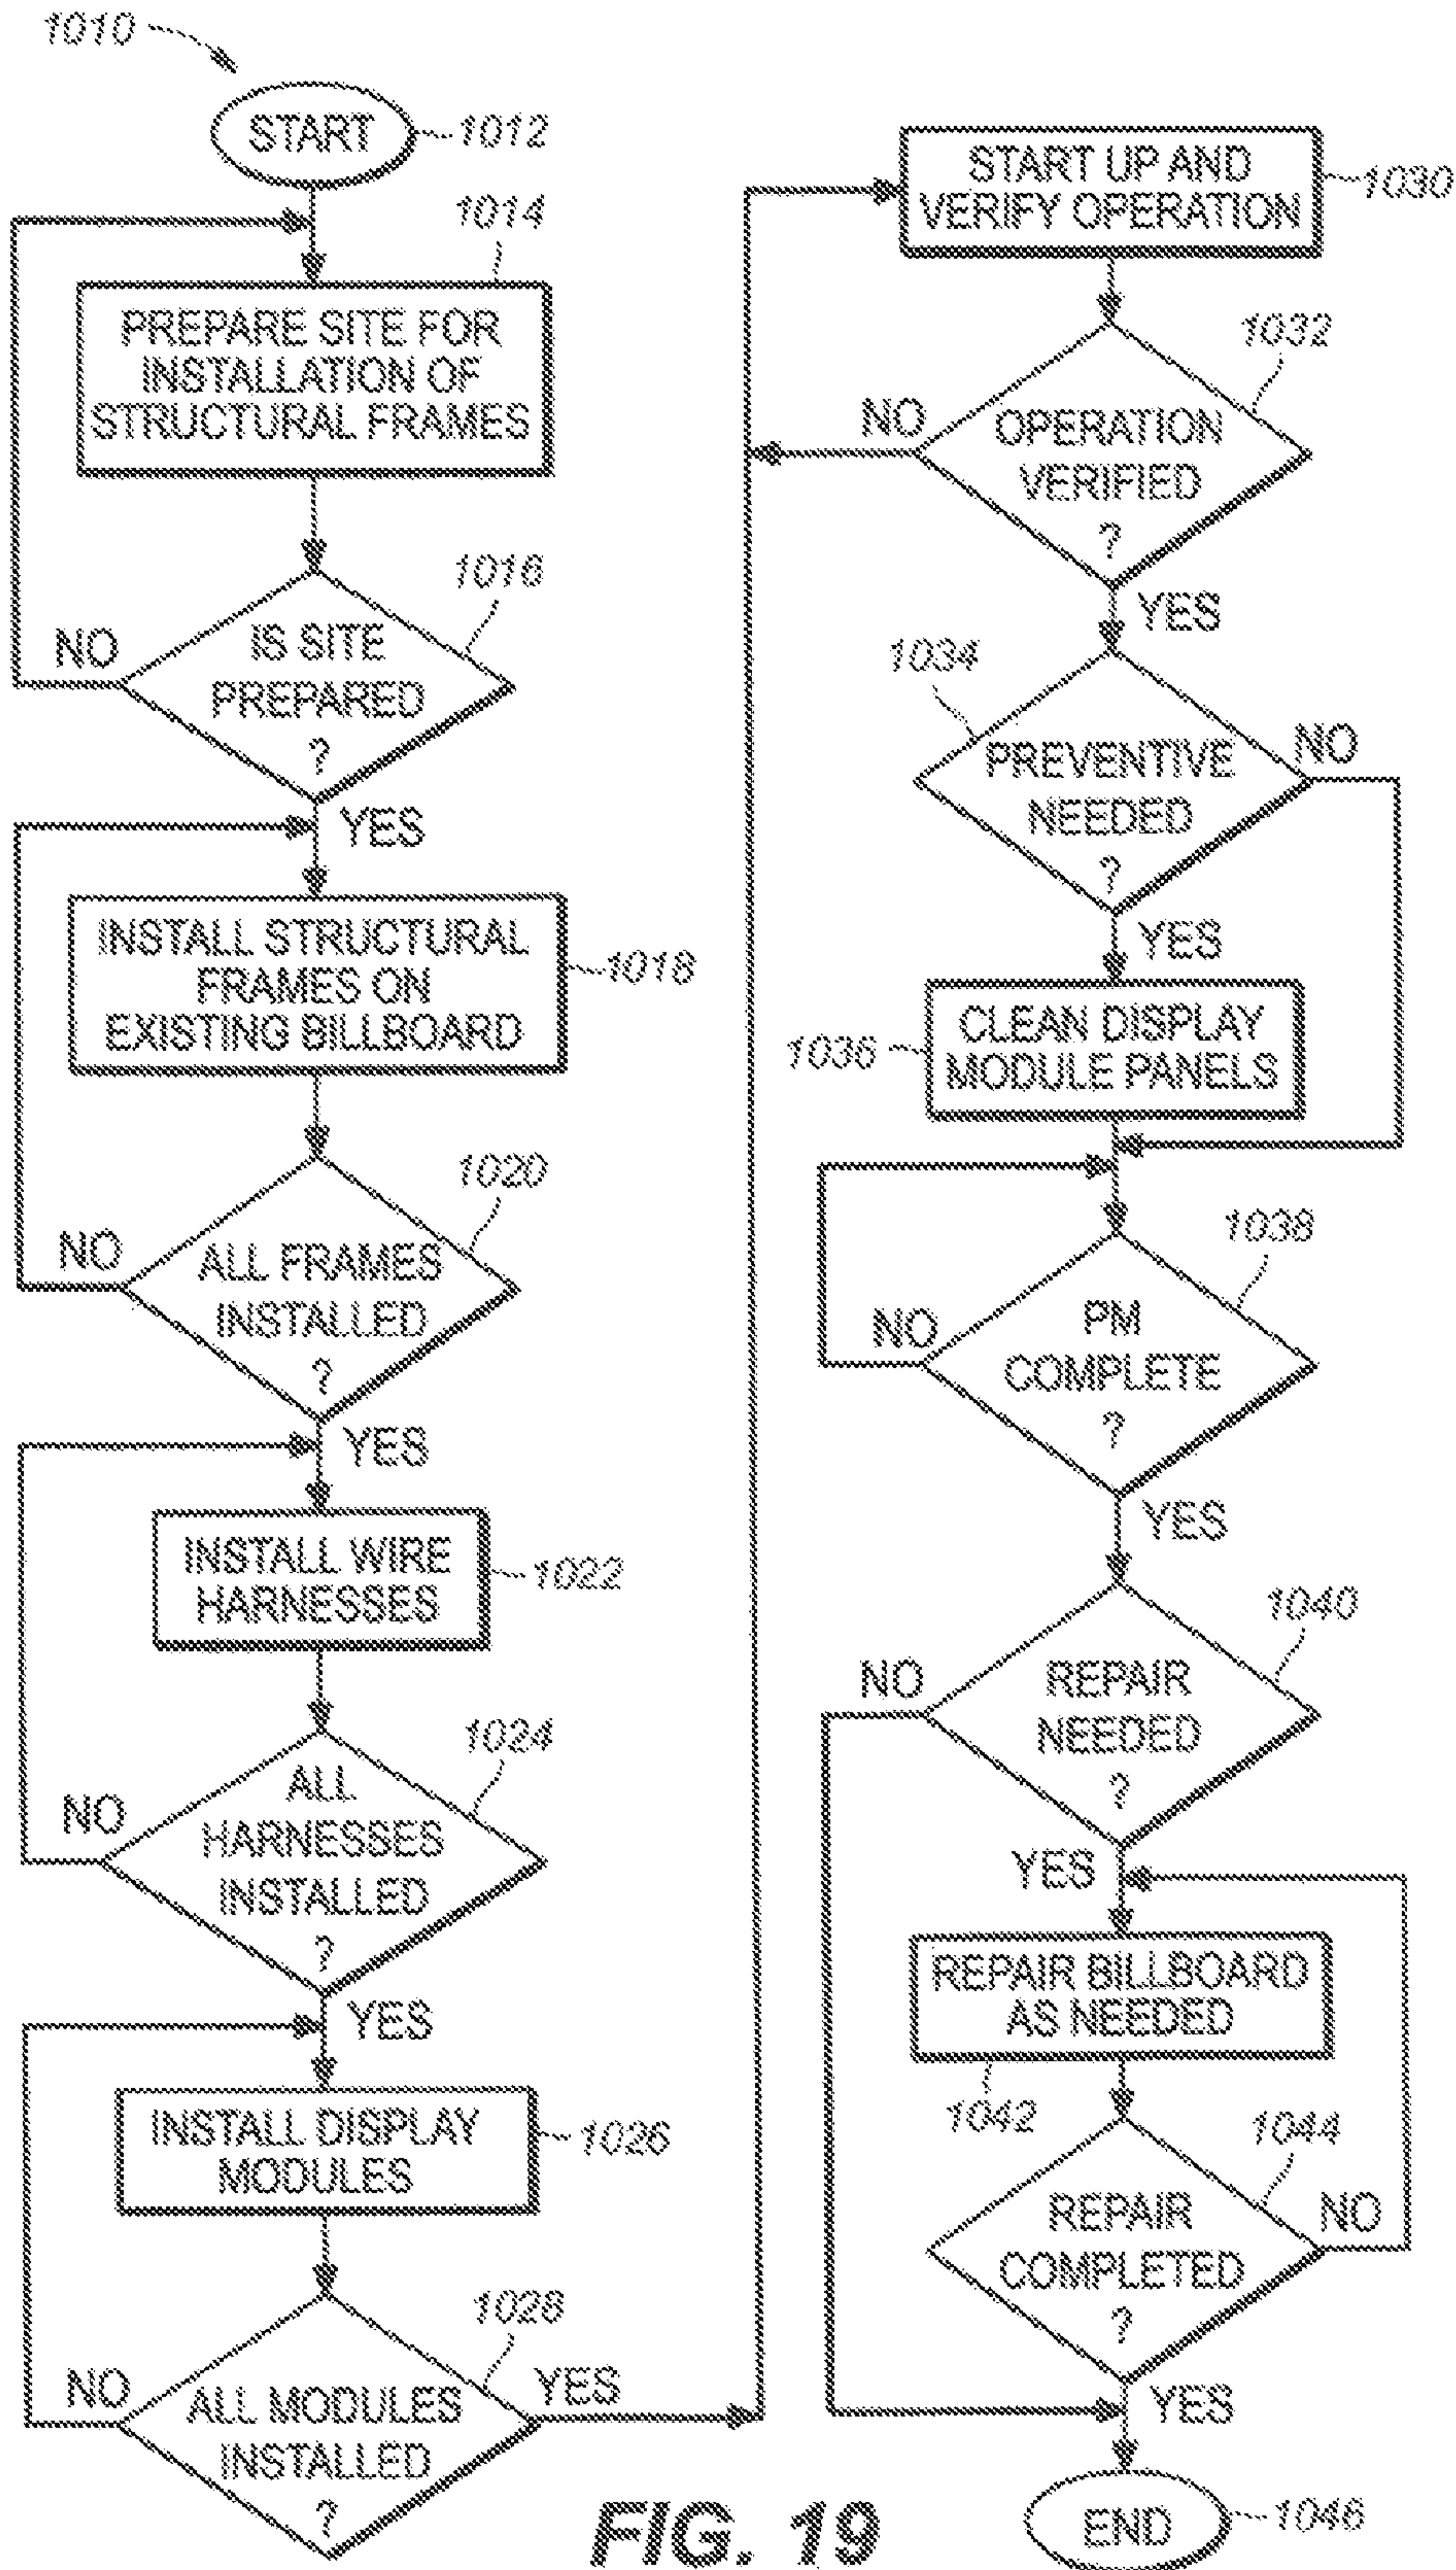 1010
START
1012
1014
PREPARE SITE FOR
INSTALLATION OF
STRUCTURAL FRAMES
1016
NO
IS SITE
PREPARED
?
YES
INSTALL STRUCTURAL
FRAMES ON
EXISTING BILLBOARD
1018
1020
NO
ALL FRAMES
INSTALLED
?
YES
INSTALL WIRE
HARNESSES
1022
1024
NO
ALL
HARNESSES
INSTALLED
?
YES
INSTALL DISPLAY
MODULES
1026
1028
NO
ALL MODULES
INSTALLED
?
YES
START UP AND
VERIFY OPERATION
1030
1032
NO
OPERATION
VERIFIED
?
YES
1034
PREVENTIVE
NEEDED
?
NO
YES
1036
CLEAN DISPLAY
MODULE PANELS
1038
NO
PM
COMPLETE
?
YES
1040
NO
REPAIR
NEEDED
?
YES
REPAIR BILLBOARD
AS NEEDED
1042
1044
REPAIR
COMPLETED
?
NO
YES
END
1046
FIG. 19